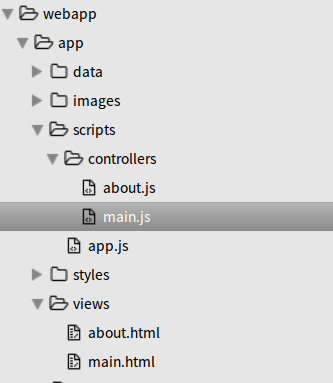 webapp
app
data
images
scripts
controllers
about.js
main.js
app.js
styles
views
about.html
main.html